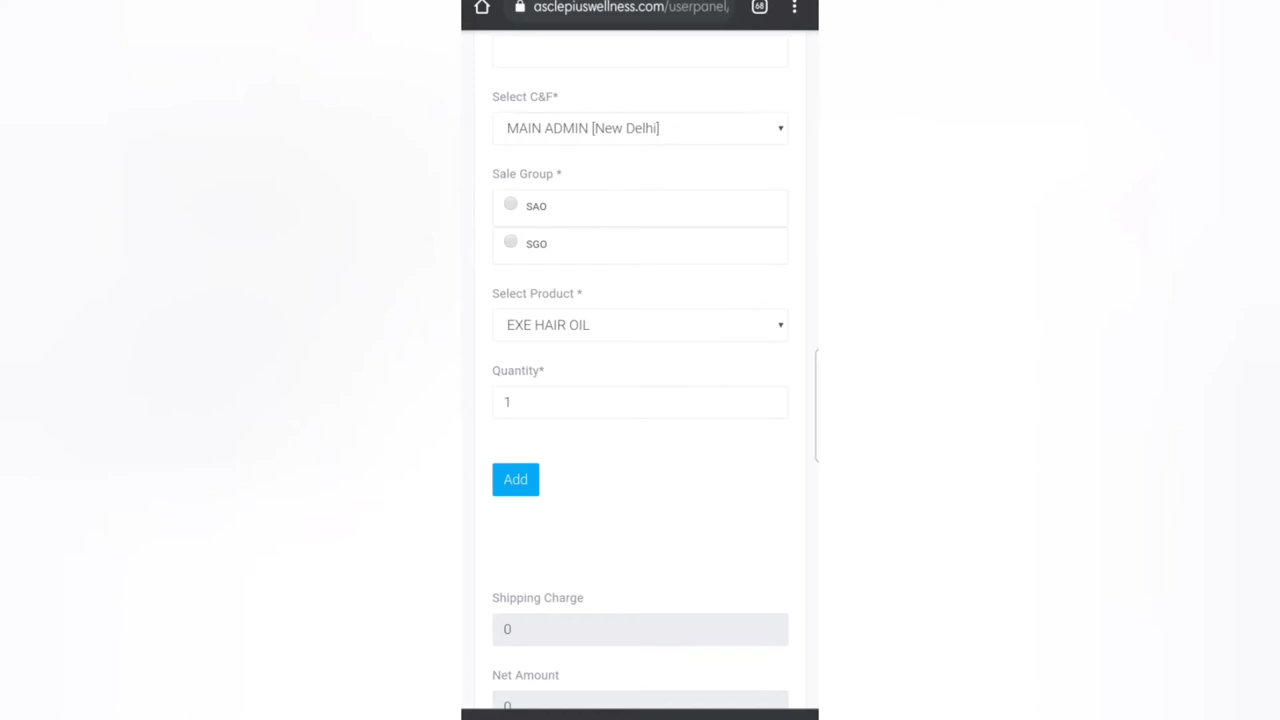 asclepiuswellness.com/userpanel/
68
Select C&F*
MAIN ADMIN [New Delhi]
Sale Group *
SAO
SGO
Select Product *
EXE HAIR OIL
Quantity*
1
Add
Shipping Charge
0
Net Amount
0